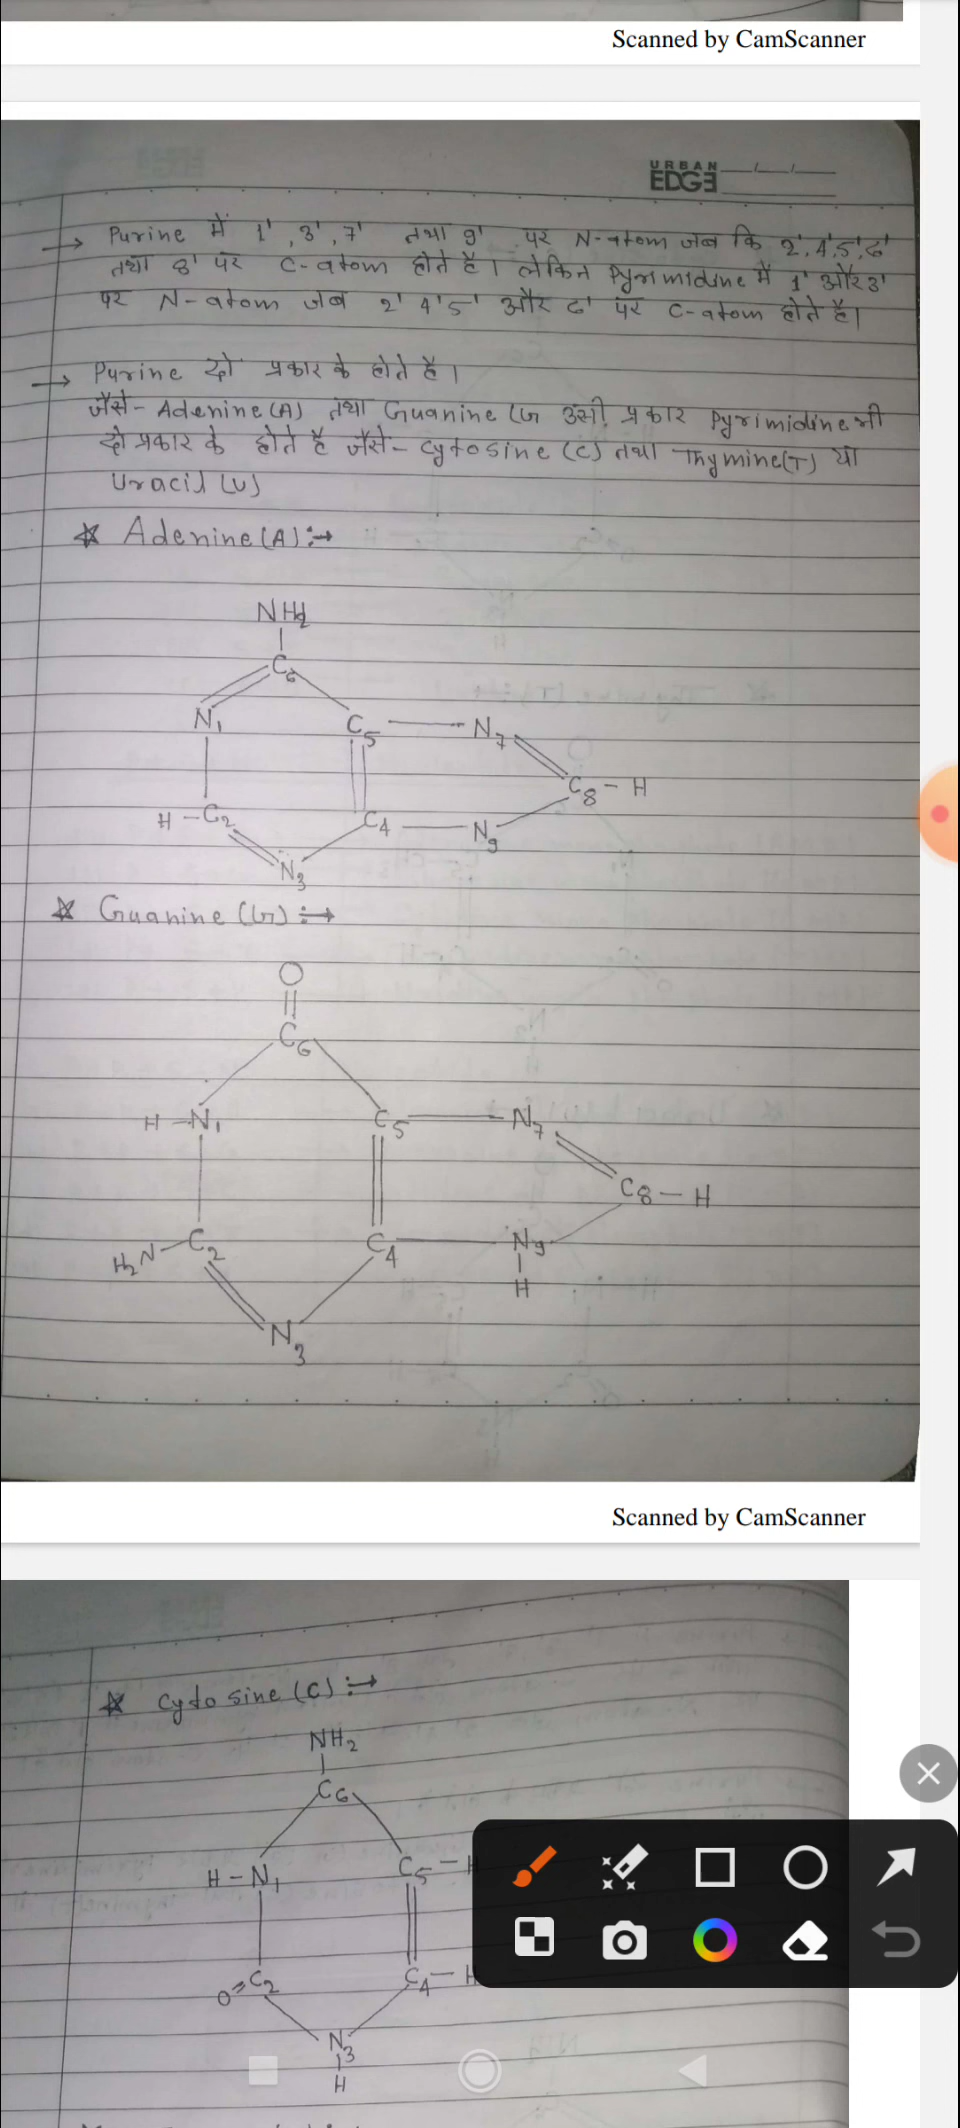 Scanned by CamScanner
URBAN
EDGE
→ Purine में 1', 3', 7' तथा 9' पर N-atom जब कि 2', 4', 5', 6'
तथा 8' पर C-atom होते है। लेकिन Pyrimidine में 1' और 3'
पर N-atom जब 2' 4' 5' और 6' पर C-atom होते है।
→ Purine दो प्रकार के होते है।
जैसे- Adenine (A) तथा Guanine (G उसी प्रकार Pyrimidine भी
दो प्रकार के होते है जैसे- Cytosine (C) तथा Thymine(T) या
Uracil (U)
* Adenine (A) :→
NH2
C6
N1 C5 — N7
C8 - H
H - C2 C4 — N9
N3
* Guanine (G) :→
O
C6
H - N1 C5 — N7
C8 - H
H2N - C2 C4 — N9
H
N3
Scanned by CamScanner
* Cytosine (C) :→
NH2
C6
H - N1 C5 - H
O=C2 C4 - H
N3
H